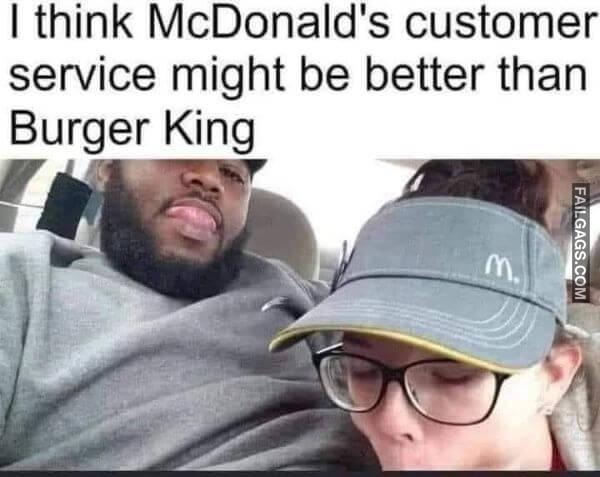 I think McDonald's customer
service might be better than
Burger King
FAILGAGS.COM
m.